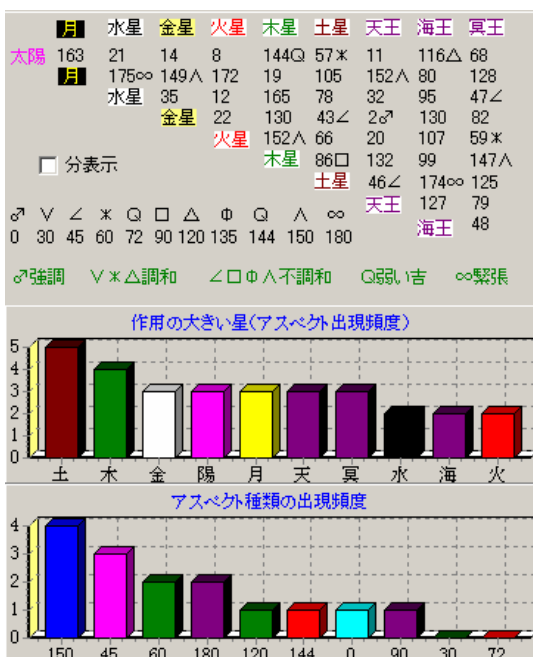 月 水星 金星 火星 木星 土星 天王 海王 冥王
太陽 163 21 14 8 144Q 57⚹ 11 116△ 68
月 175∞ 149∧ 172 19 105 152∧ 80 128
水星 35 12 165 78 32 95 47∠
金星 22 130 43∠ 2♂ 130 82
火星 152∧ 66 20 107 59⚹
木星 86□ 132 99 147∧
土星 46∠ 174∞ 125
天王 127 79
海王 48
分表示
♂ ∨ ∠ ⚹ Q □ △ Φ Q ∧ ∞
0 30 45 60 72 90 120 135 144 150 180
♂強調 ∨⚹△調和 ∠□Φ∧不調和 Q弱い吉 ∞緊張
作用の大きい星(アスペクト出現頻度)
5
4
3
2
1
0
土 木 金 陽 月 天 冥 水 海 火
アスペクト種類の出現頻度
4
3
2
1
0
150 45 60 180 120 144 0 90 30 72